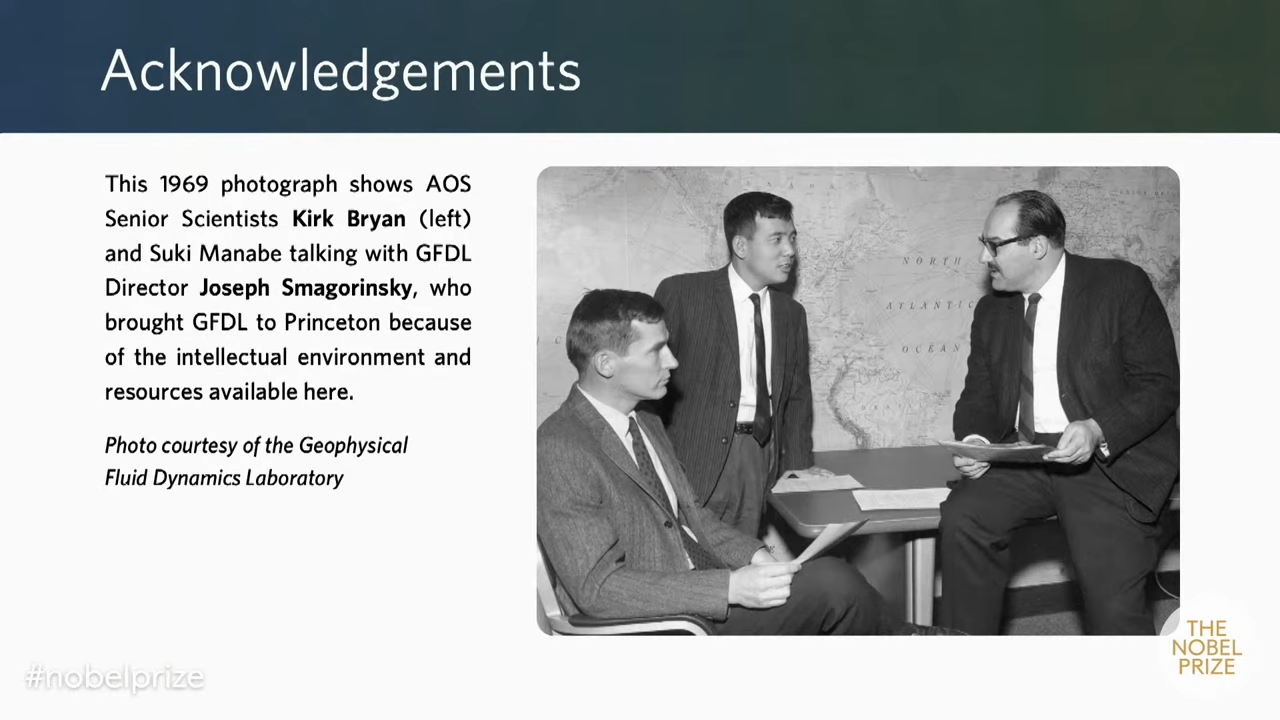 Acknowledgements
This 1969 photograph shows AOS
Senior Scientists Kirk Bryan (left)
and Suki Manabe talking with GFDL
Director Joseph Smagorinsky, who
brought GFDL to Princeton because
of the intellectual environment and
resources available here.
Photo courtesy of the Geophysical
Fluid Dynamics Laboratory
CANADA
NORTH
ATLANTIC
OCEAN
THE
NOBEL
PRIZE
#nobelprize